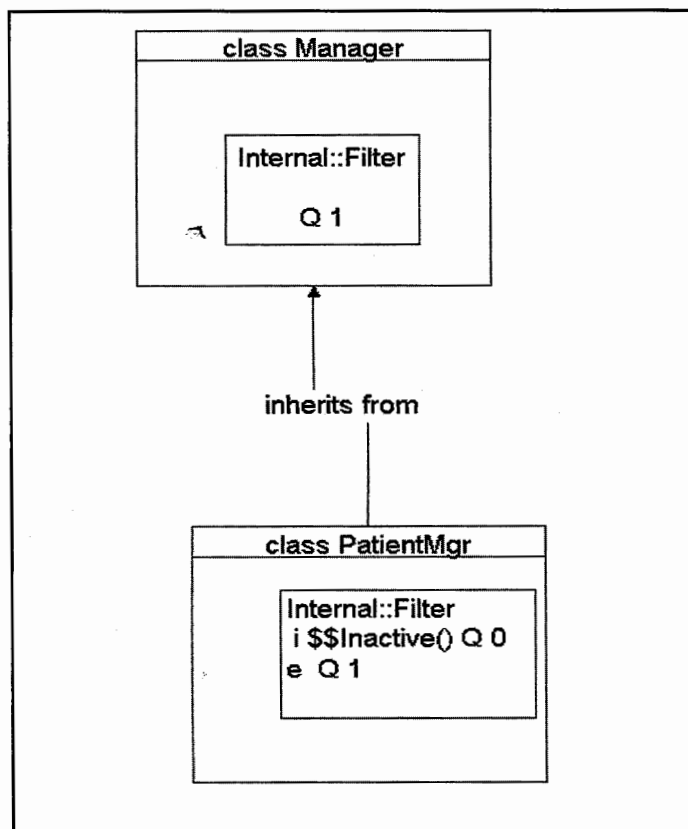 class Manager
Internal::Filter
Q 1
inherits from
class PatientMgr
Internal::Filter
i $$Inactive() Q 0
e Q 1